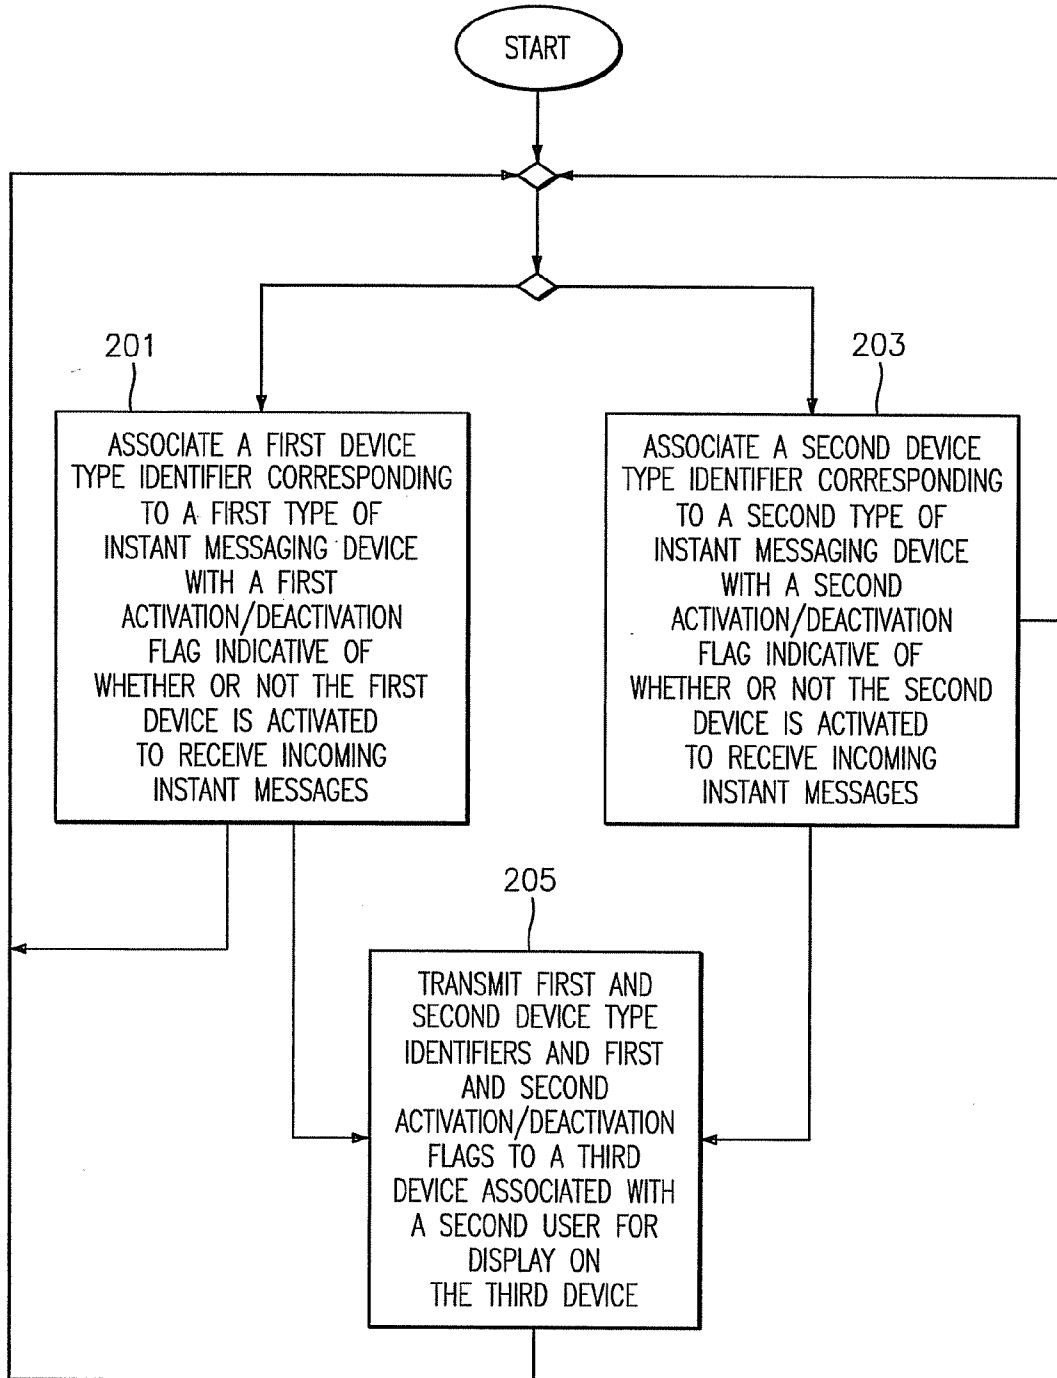 START
201
ASSOCIATE A FIRST DEVICE
TYPE IDENTIFIER CORRESPONDING
TO A FIRST TYPE OF
INSTANT MESSAGING DEVICE
WITH A FIRST
ACTIVATION/DEACTIVATION
FLAG INDICATIVE OF
WHETHER OR NOT THE FIRST
DEVICE IS ACTIVATED
TO RECEIVE INCOMING
INSTANT MESSAGES
203
ASSOCIATE A SECOND DEVICE
TYPE IDENTIFIER CORRESPONDING
TO A SECOND TYPE OF
INSTANT MESSAGING DEVICE
WITH A SECOND
ACTIVATION/DEACTIVATION
FLAG INDICATIVE OF
WHETHER OR NOT THE SECOND
DEVICE IS ACTIVATED
TO RECEIVE INCOMING
INSTANT MESSAGES
205
TRANSMIT FIRST AND
SECOND DEVICE TYPE
IDENTIFIERS AND FIRST
AND SECOND
ACTIVATION/DEACTIVATION
FLAGS TO A THIRD
DEVICE ASSOCIATED WITH
A SECOND USER FOR
DISPLAY ON
THE THIRD DEVICE